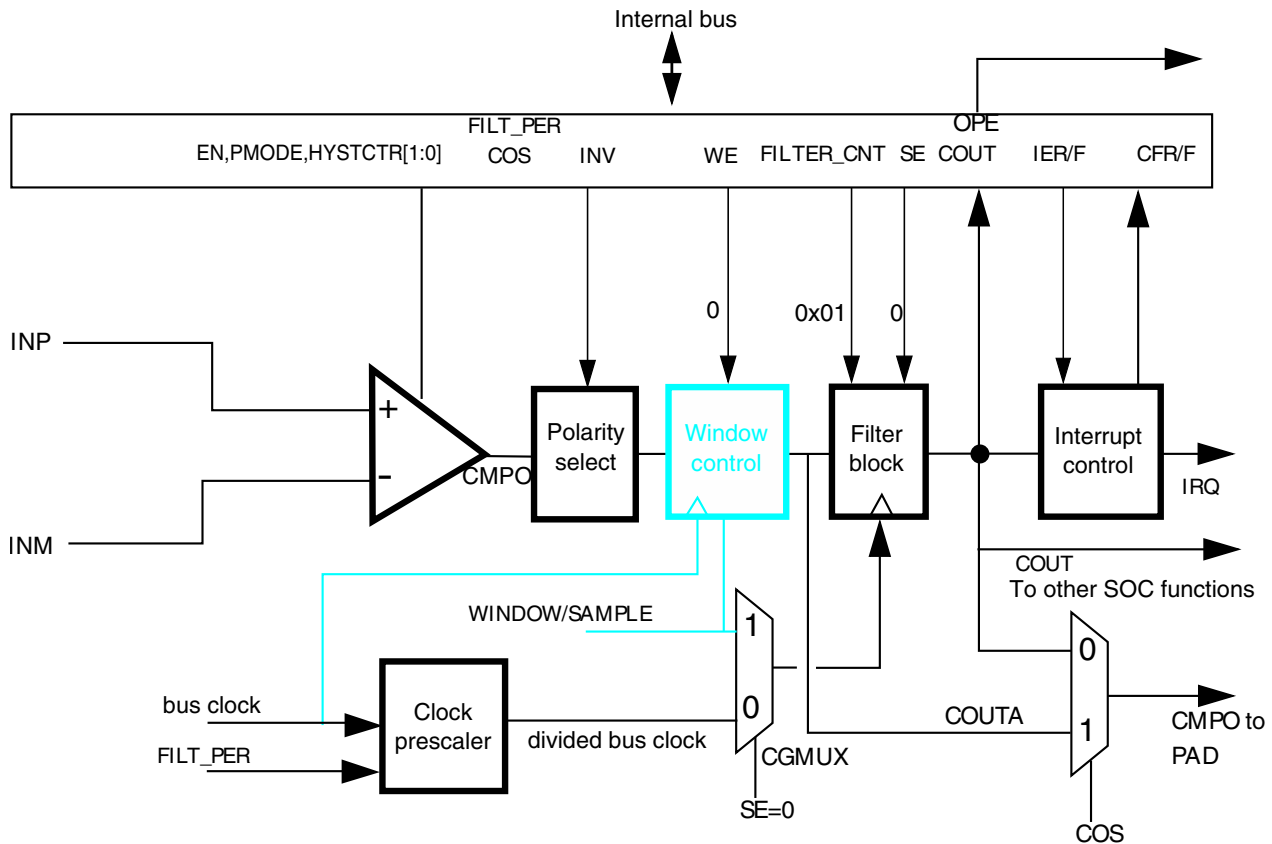 Internal bus
FILT_PER
OPE
EN,PMODE,HYSTCTR[1:0]
COS
INV
WE
FILTER_CNT
SE
COUT
IER/F
CFR/F
0
0x01
0
INP
INM
+
-
CMPO
Polarity
select
Window
control
Filter
block
Interrupt
control
IRQ
COUT
To other SOC functions
WINDOW/SAMPLE
1
0
bus clock
FILT_PER
Clock
prescaler
divided bus clock
CGMUX
SE=0
COUTA
0
1
CMPO to
PAD
COS